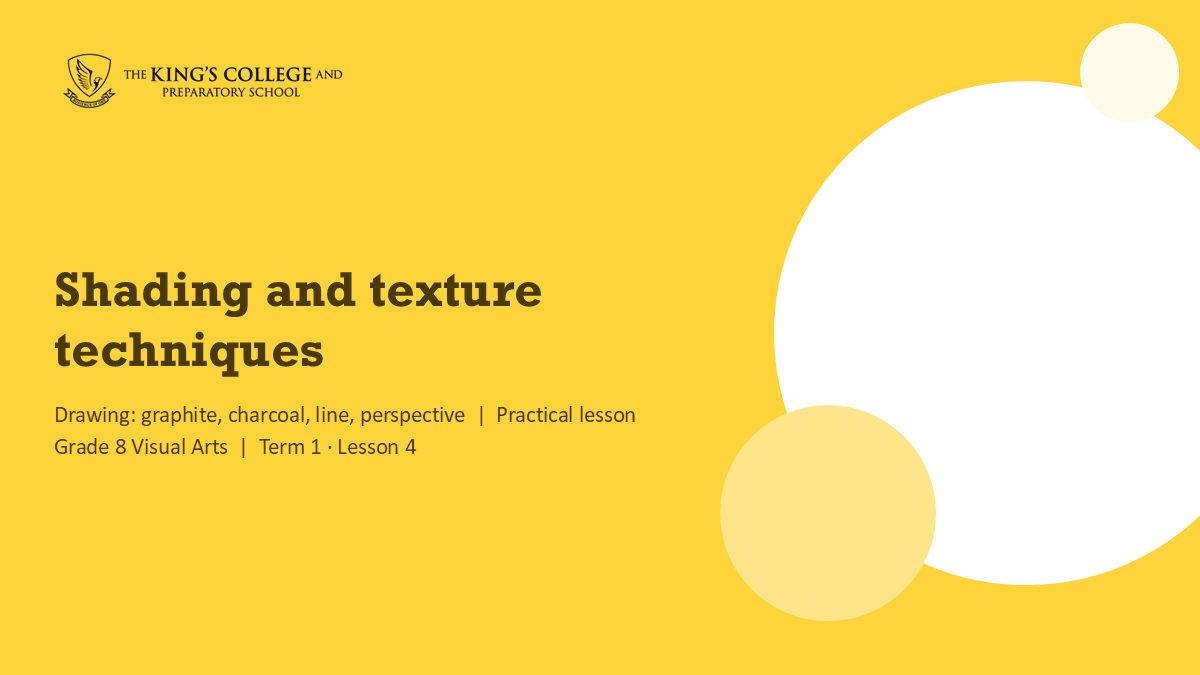 THE KING'S COLLEGE AND
PREPARATORY SCHOOL
Shading and texture
techniques
Drawing: graphite, charcoal, line, perspective | Practical lesson
Grade 8 Visual Arts | Term 1 · Lesson 4